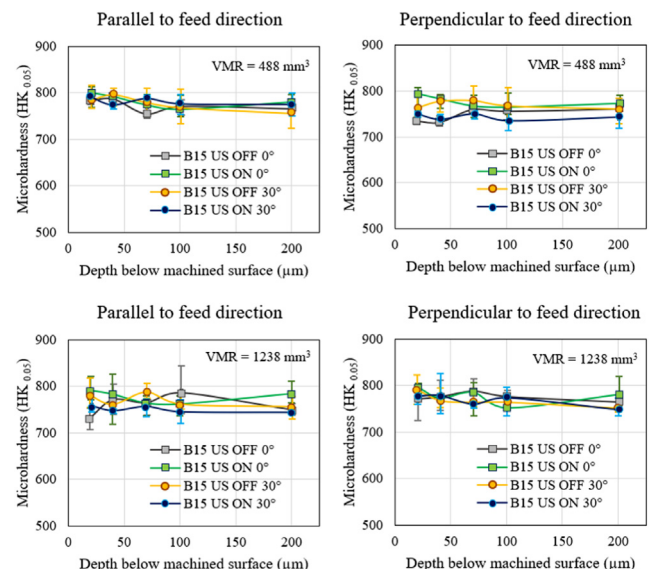 Parallel to feed direction
900
800
700
600
500
0
50
100
150
200
Microhardness (HK 0.05)
VMR = 488 mm³
B15 US OFF 0°
B15 US ON 0°
B15 US OFF 30°
B15 US ON 30°
Depth below machined surface (µm)
Perpendicular to feed direction
900
800
700
600
500
0
50
100
150
200
Microhardness (HK 0.05)
VMR = 488 mm³
B15 US OFF 0°
B15 US ON 0°
B15 US OFF 30°
B15 US ON 30°
Depth below machined surface (µm)
Parallel to feed direction
900
800
700
600
500
0
50
100
150
200
Microhardness (HK 0.05)
VMR = 1238 mm³
B15 US OFF 0°
B15 US ON 0°
B15 US OFF 30°
B15 US ON 30°
Depth below machined surface (µm)
Perpendicular to feed direction
900
800
700
600
500
0
50
100
150
200
Microhardness (HK 0.05)
VMR = 1238 mm³
B15 US OFF 0°
B15 US ON 0°
B15 US OFF 30°
B15 US ON 30°
Depth below machined surface (µm)